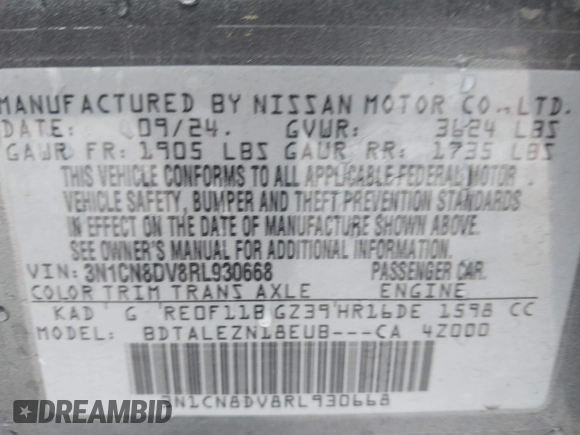 MANUFACTURED BY NISSAN MOTOR CO., LTD.
DATE: 09/24. GVWR: 3624 LBS
GAWR FR: 1905 LBS GAWR RR: 1735 LBS
THIS VEHICLE CONFORMS TO ALL APPLICABLE FEDERAL MOTOR
VEHICLE SAFETY, BUMPER AND THEFT PREVENTION STANDARDS
IN EFFECT ON THE DATE OF MANUFACTURE SHOWN ABOVE.
SEE OWNER'S MANUAL FOR ADDITIONAL INFORMATION.
VIN: 3N1CN8DV8RL930668 PASSENGER CAR.
COLOR TRIM TRANS AXLE ENGINE
KAD G RE0F11B GZ39 HR16DE 1598 CC
MODEL: BDTALEZN18EUB---CA 4Z000
3N1CN8DV8RL930668
AUTOBIDMASTER